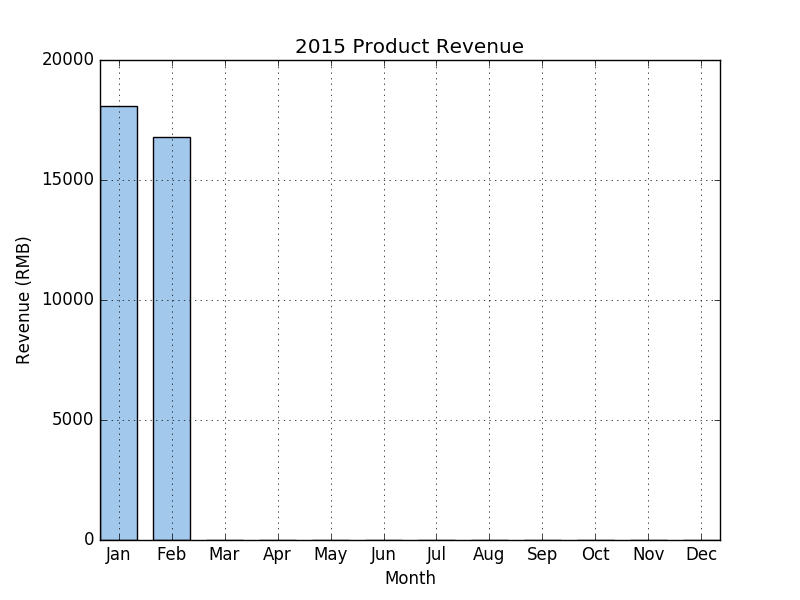 2015 Product Revenue
20000
15000
10000
5000
0
Revenue (RMB)
Jan Feb Mar Apr May Jun Jul Aug Sep Oct Nov Dec
Month